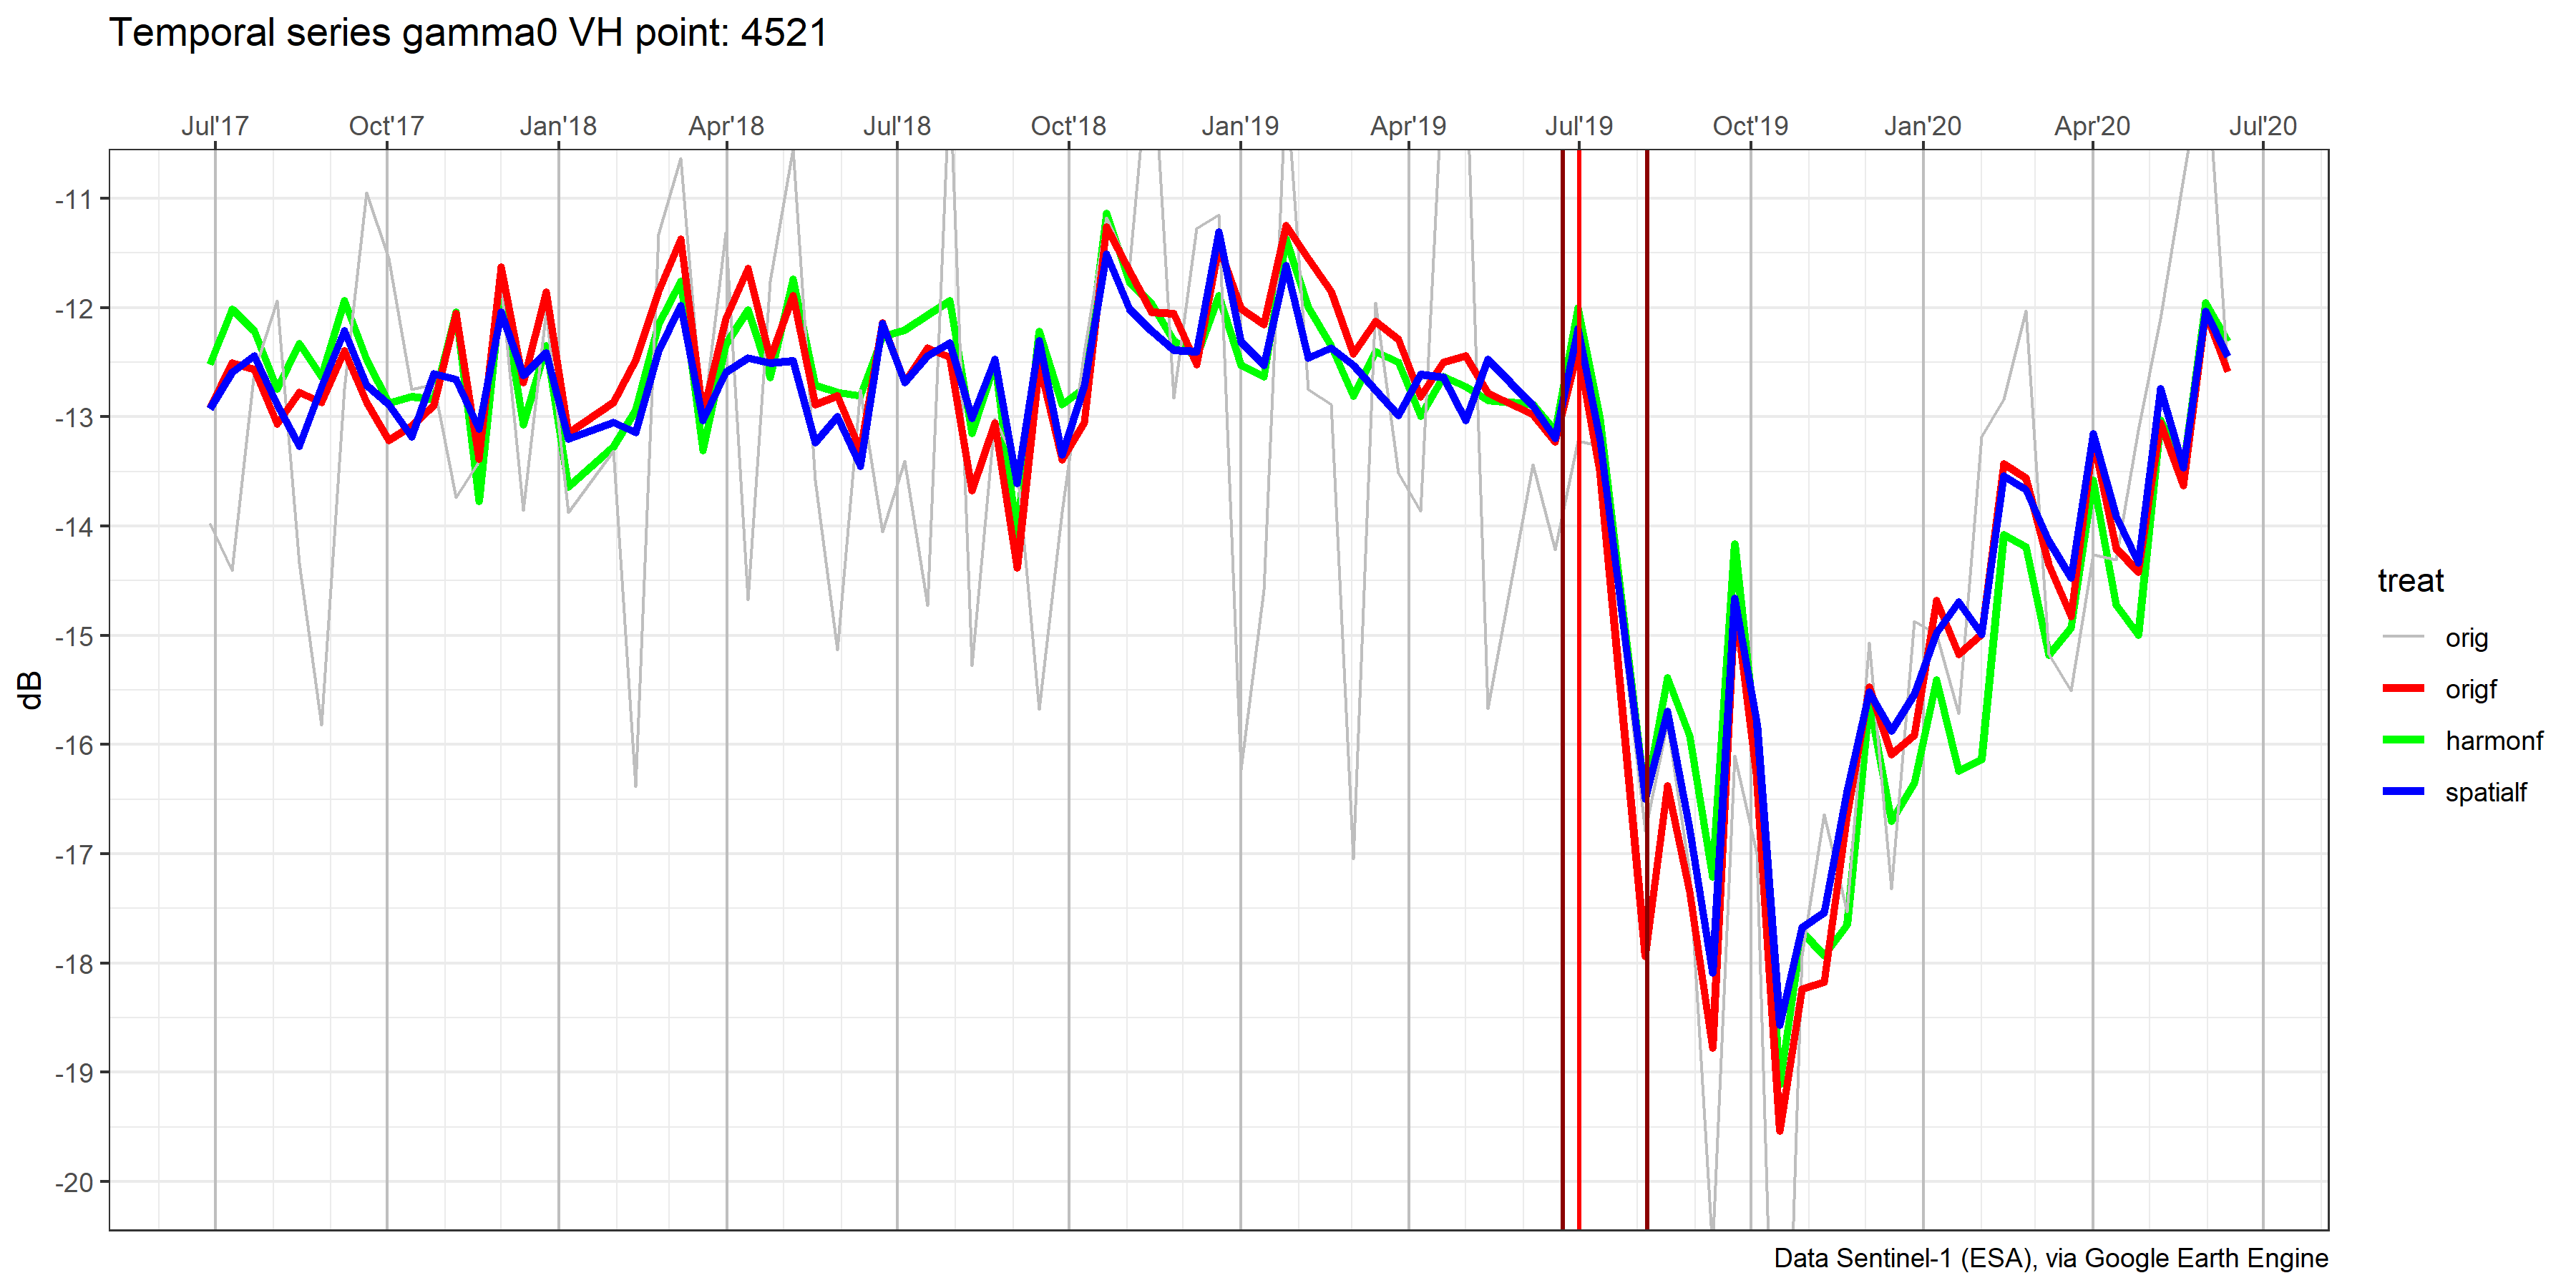 Temporal series gamma0 VH point: 4521
Jul'17 Oct'17 Jan'18 Apr'18 Jul'18 Oct'18 Jan'19 Apr'19 Jul'19 Oct'19 Jan'20 Apr'20 Jul'20
-11
-12
-13
-14
-15
-16
-17
-18
-19
-20
dB
treat
orig
origf
harmonf
spatialf
Data Sentinel-1 (ESA), via Google Earth Engine